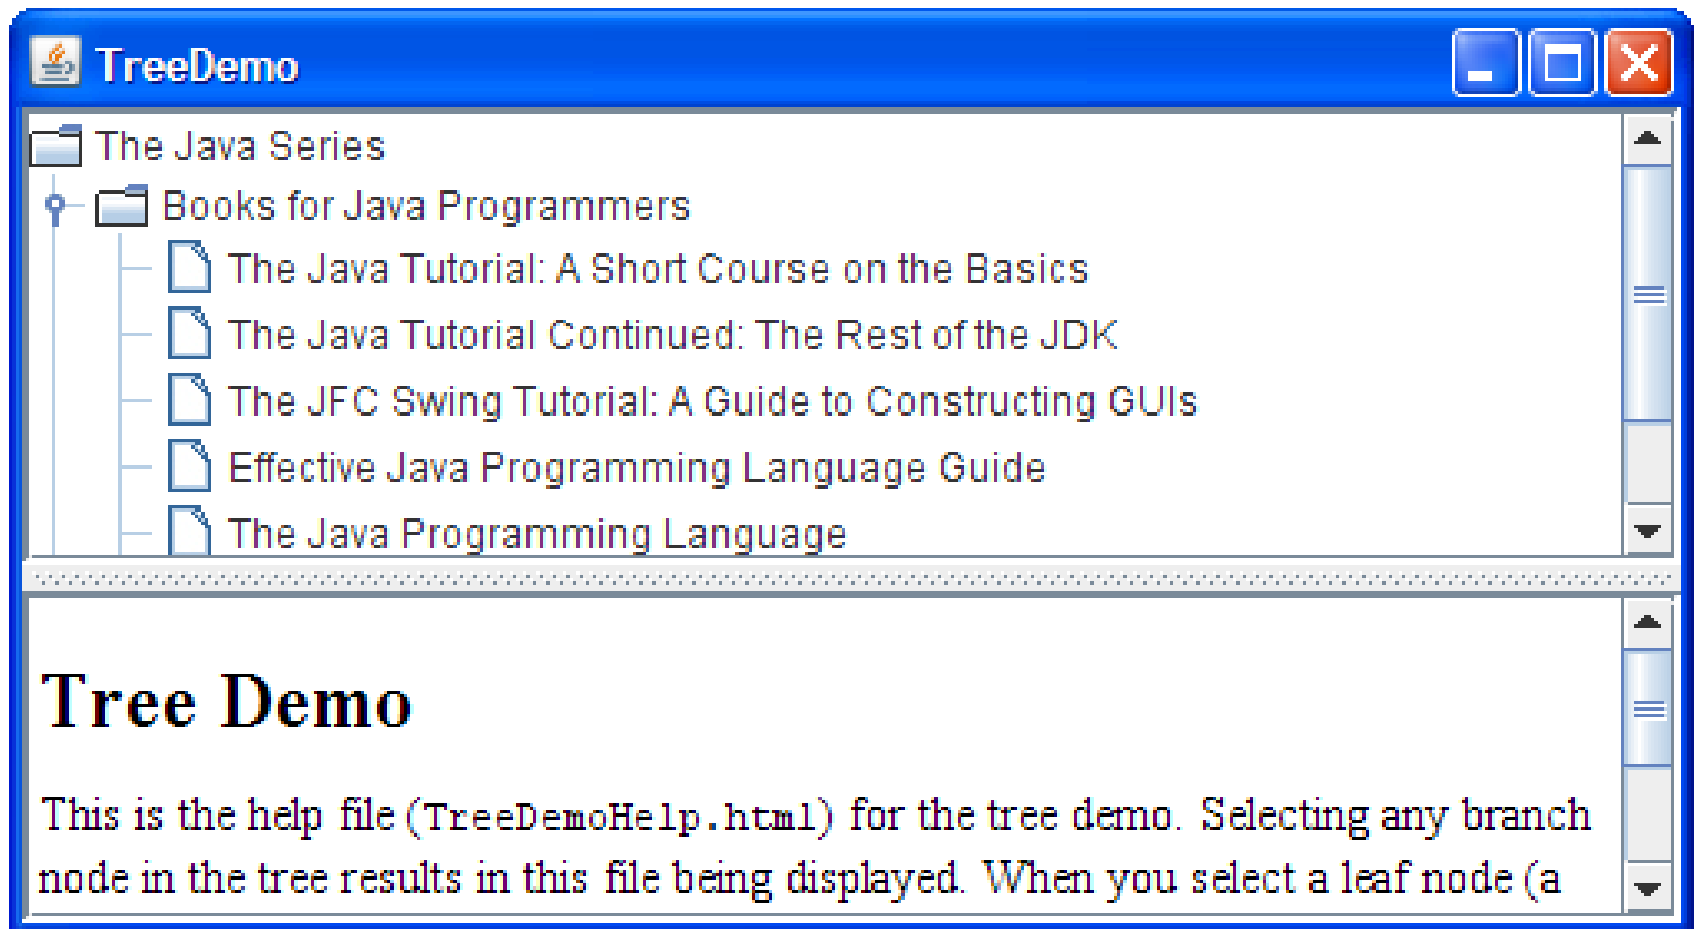 TreeDemo
The Java Series
Books for Java Programmers
The Java Tutorial: A Short Course on the Basics
The Java Tutorial Continued: The Rest of the JDK
The JFC Swing Tutorial: A Guide to Constructing GUIs
Effective Java Programming Language Guide
The Java Programming Language
Tree Demo
This is the help file (TreeDemoHelp.html) for the tree demo. Selecting any branch
node in the tree results in this file being displayed. When you select a leaf node (a